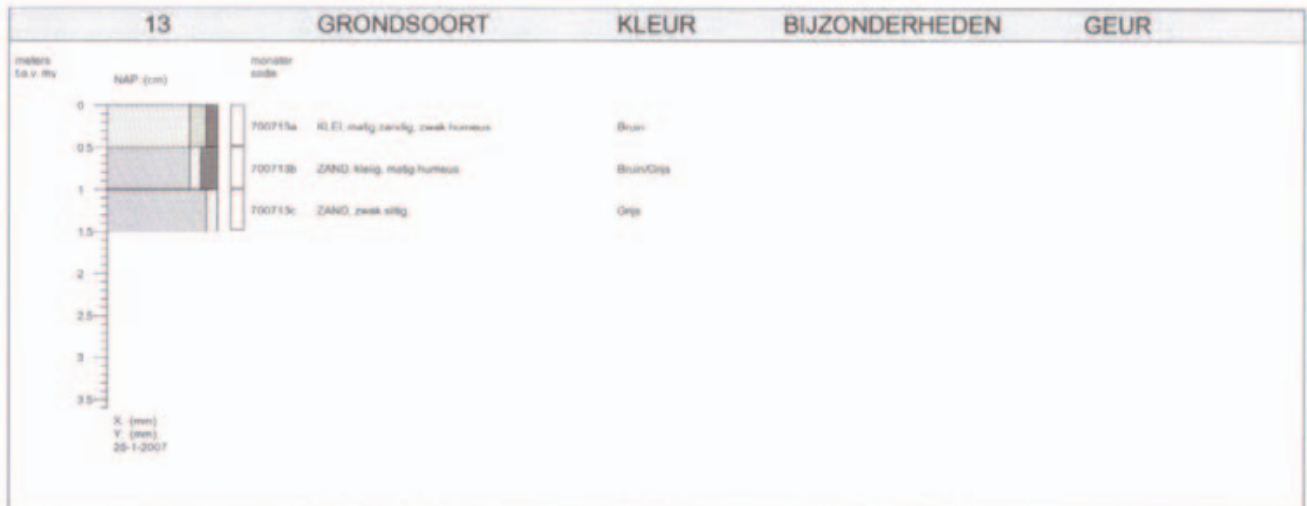 13 GRONDSOORT KLEUR BIJZONDERHEDEN GEUR
meters monster
t.o.v. mv NAP: (cm) code
0
700713a KLEI, matig zandig, zwak humeus Bruin
0.5
700713b ZAND, kleiig, matig humeus Bruin/Grijs
1
700713c ZAND, zwak siltig Grijs
1.5
2
2.5
3
3.5
X: (mm)
Y: (mm)
26-1-2007